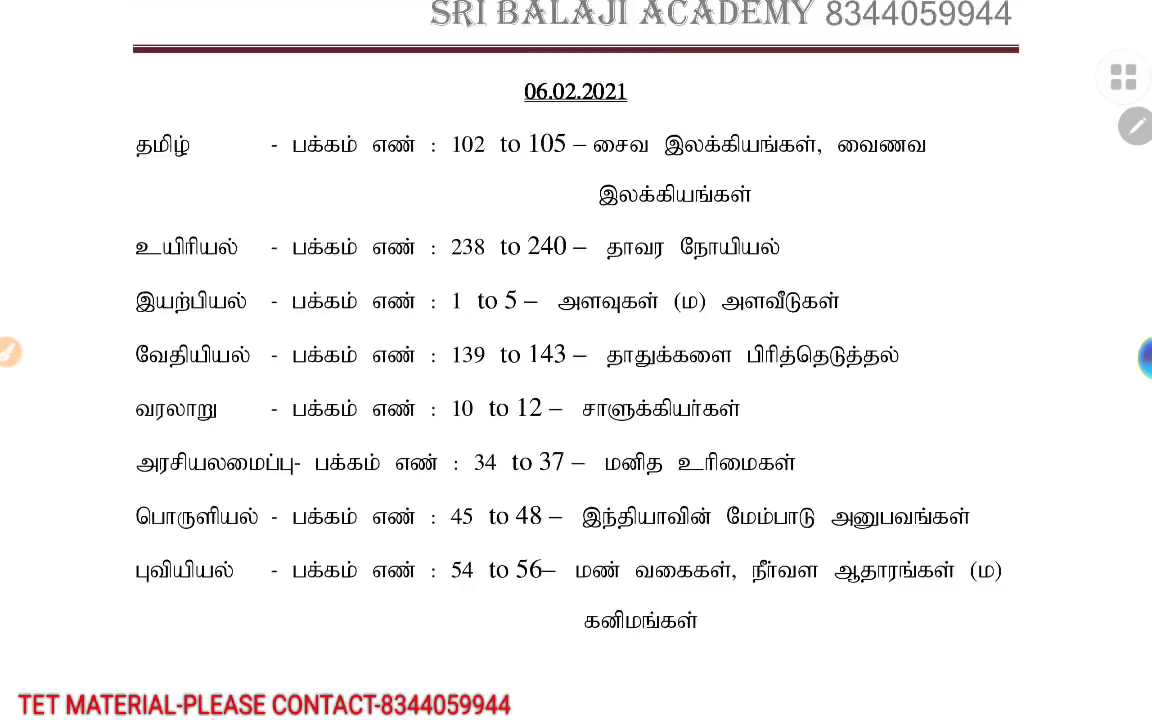 SRI BALAJI ACADEMY 8344059944
06.02.2021
தமிழ் - பக்கம் எண் : 102 to 105 – சைவ இலக்கியங்கள், வைணவ
இலக்கியங்கள்
உயிரியல் - பக்கம் எண் : 238 to 240 – தாவர நோயியல்
இயற்பியல் - பக்கம் எண் : 1 to 5 – அளவுகள் (ம) அளவீடுகள்
வேதியியல் - பக்கம் எண் : 139 to 143 – தாதுக்களை பிரித்தெடுத்தல்
வரலாறு - பக்கம் எண் : 10 to 12 – சாளுக்கியர்கள்
அரசியலமைப்பு- பக்கம் எண் : 34 to 37 – மனித உரிமைகள்
பொருளியல் - பக்கம் எண் : 45 to 48 – இந்தியாவின் மேம்பாடு அனுபவங்கள்
புவியியல் - பக்கம் எண் : 54 to 56– மண் வகைகள், நீர்வள ஆதாரங்கள் (ம)
கனிமங்கள்
TET MATERIAL-PLEASE CONTACT-8344059944